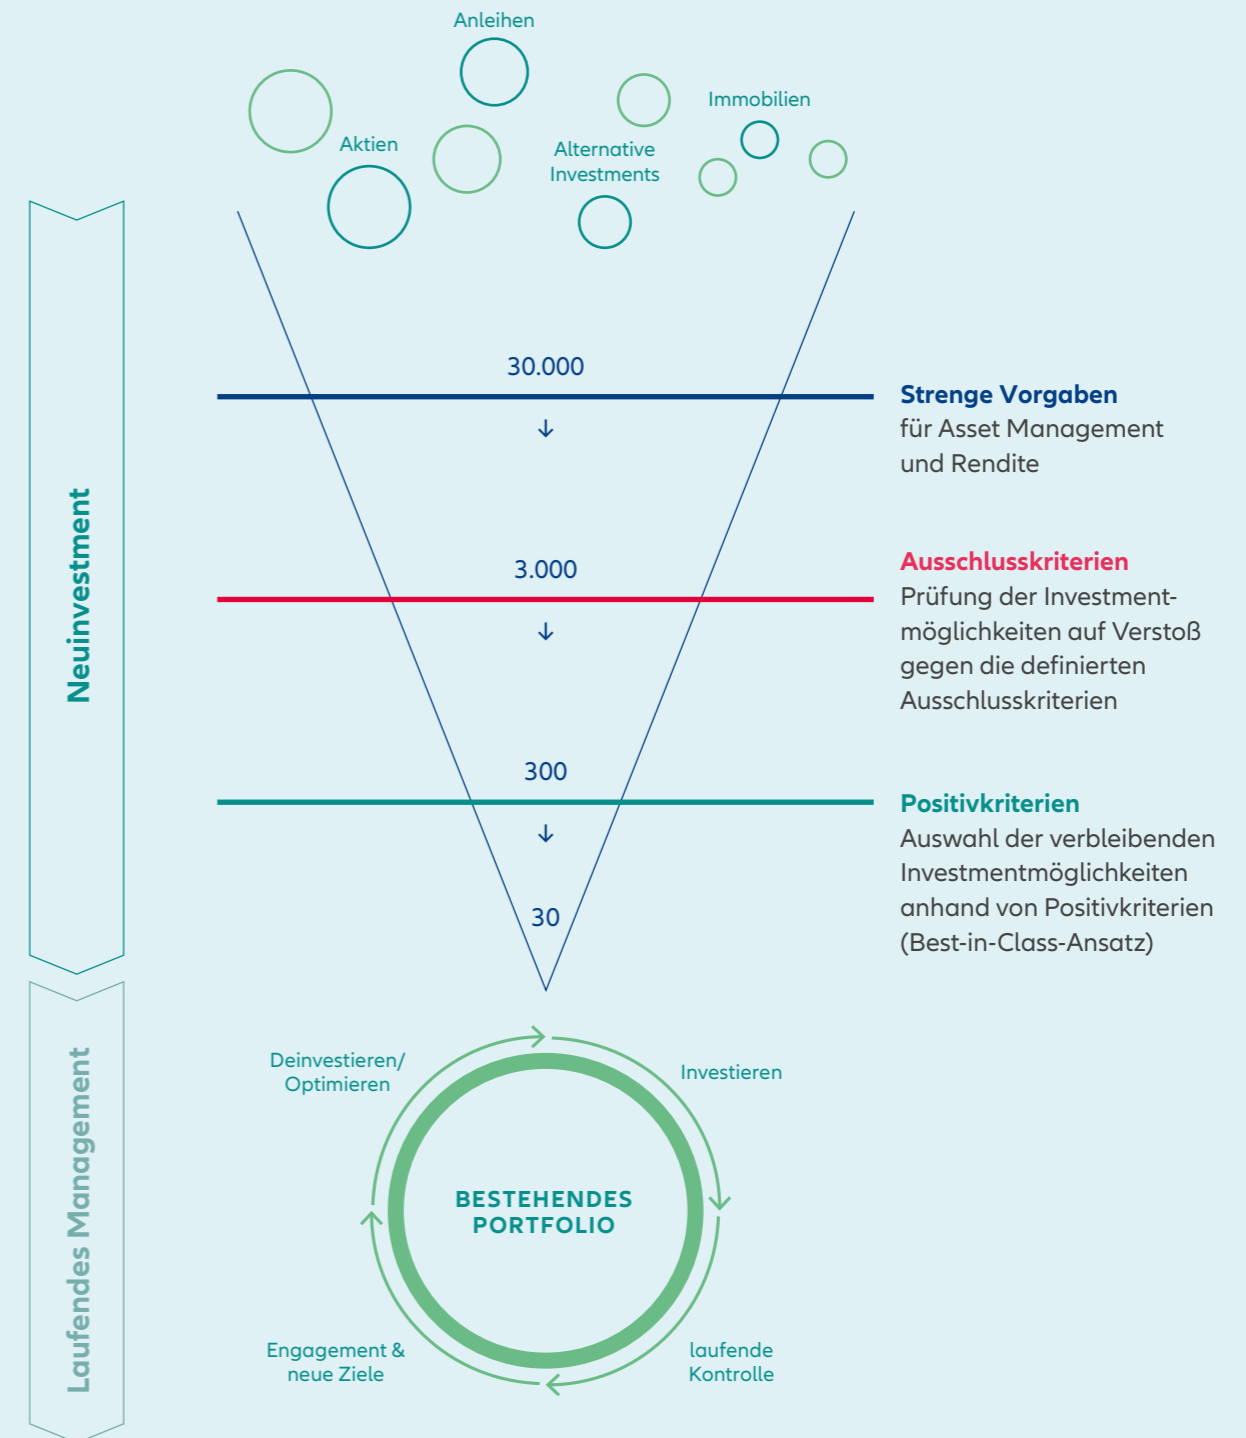 Anleihen
Immobilien
Aktien
Alternative
Investments
Neuinvestment
30.000
Strenge Vorgaben
für Asset Management
und Rendite
3.000
Ausschlusskriterien
Prüfung der Investment-
möglichkeiten auf Verstoß
gegen die definierten
Ausschlusskriterien
300
Positivkriterien
Auswahl der verbleibenden
Investmentmöglichkeiten
anhand von Positivkriterien
(Best-in-Class-Ansatz)
30
Laufendes Management
Deinvestieren/
Optimieren
Investieren
BESTEHENDES
PORTFOLIO
Engagement &
neue Ziele
laufende
Kontrolle